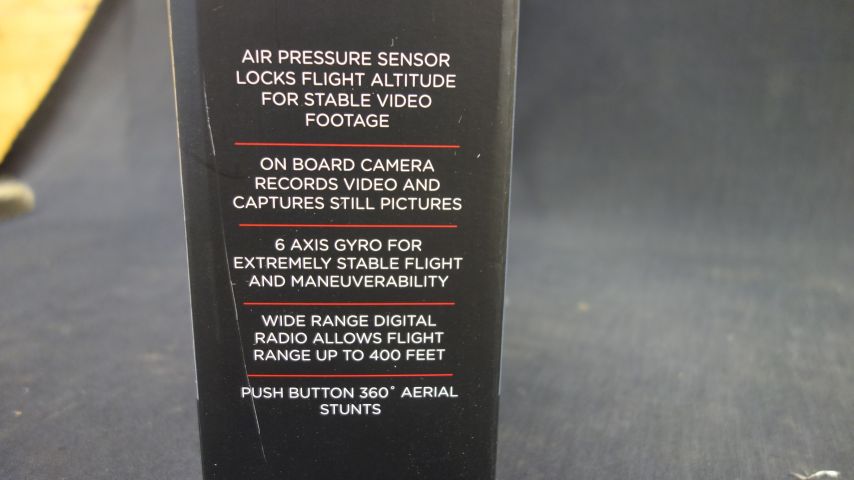 AIR PRESSURE SENSOR
LOCKS FLIGHT ALTITUDE
FOR STABLE VIDEO
FOOTAGE
ON BOARD CAMERA
RECORDS VIDEO AND
CAPTURES STILL PICTURES
6 AXIS GYRO FOR
EXTREMELY STABLE FLIGHT
AND MANEUVERABILITY
WIDE RANGE DIGITAL
RADIO ALLOWS FLIGHT
RANGE UP TO 400 FEET
PUSH BUTTON 360° AERIAL
STUNTS